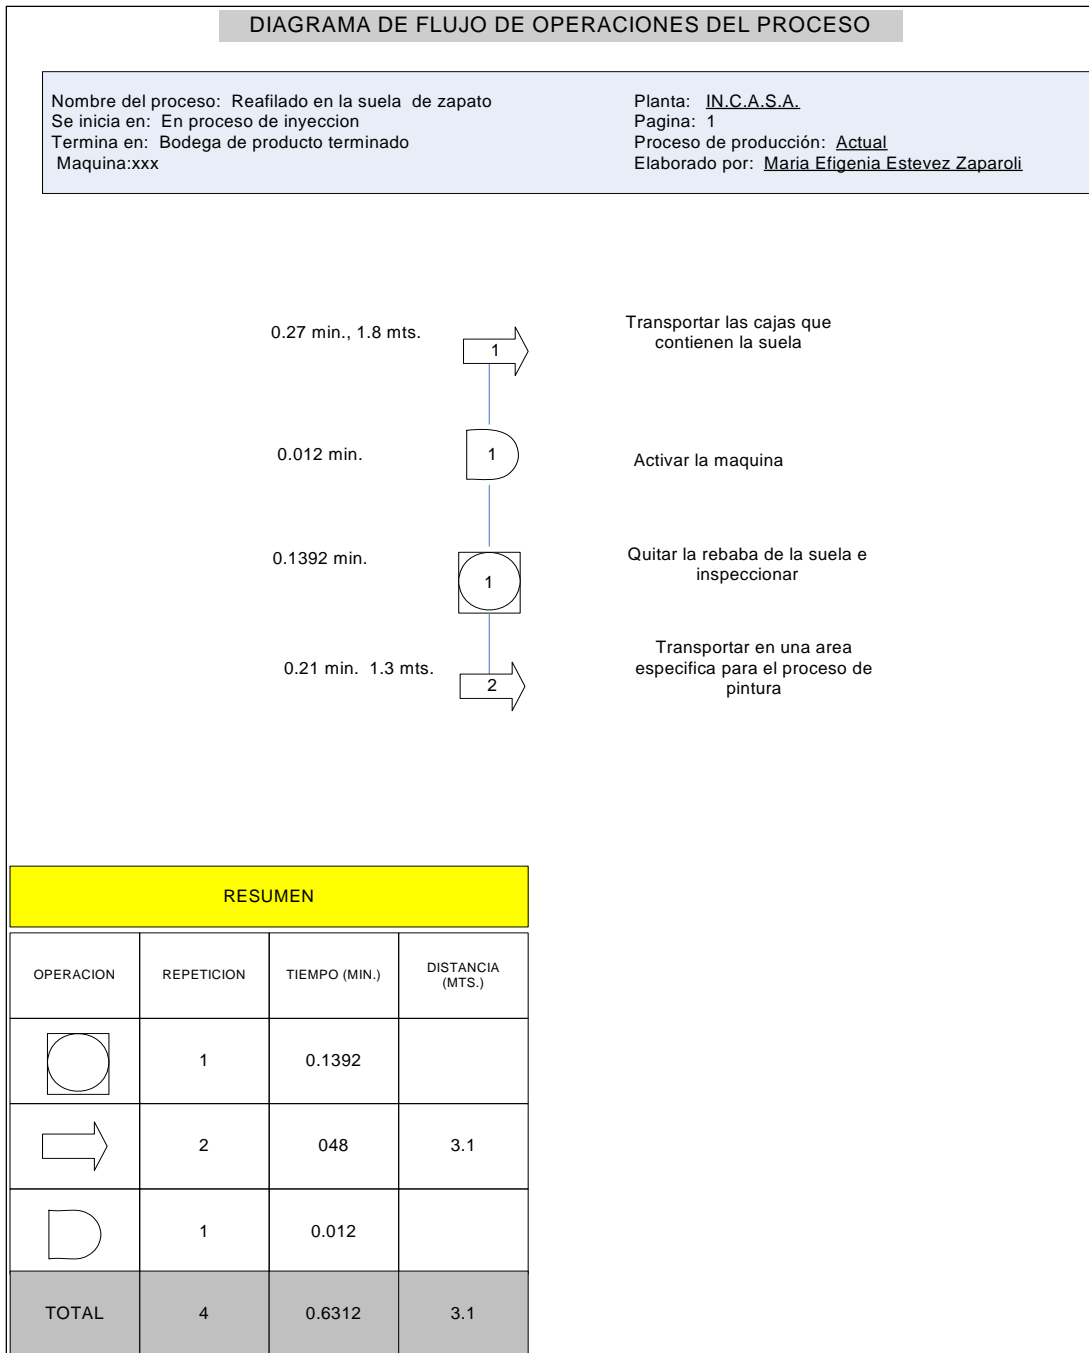 DIAGRAMA DE FLUJO DE OPERACIONES DEL PROCESO
Nombre del proces­o: Reafilado en la suela de zapato
Se inicia en: En proceso de inyeccion
Termina en: Bodega de producto terminado
Maquina:xxx
Planta: IN.C.A.S.A.
Pagina: 1
Proceso de producción: Actual
Elaborado por: Maria Efigenia Estevez Zaparoli
0.27 min., 1.8 mts.
1
Transportar las cajas que
contienen la suela
0.012 min.
1
Activar la maquina
0.1392 min.
1
Quitar la rebaba de la suela e
inspeccionar
0.21 min. 1.3 mts.
2
Transportar en una area
especifica para el proceso de
pintura
RESUMEN
OPERACION REPETICION TIEMPO (MIN.) DISTANCIA
(MTS.)
1 0.1392
2 048 3.1
1 0.012
TOTAL 4 0.6312 3.1